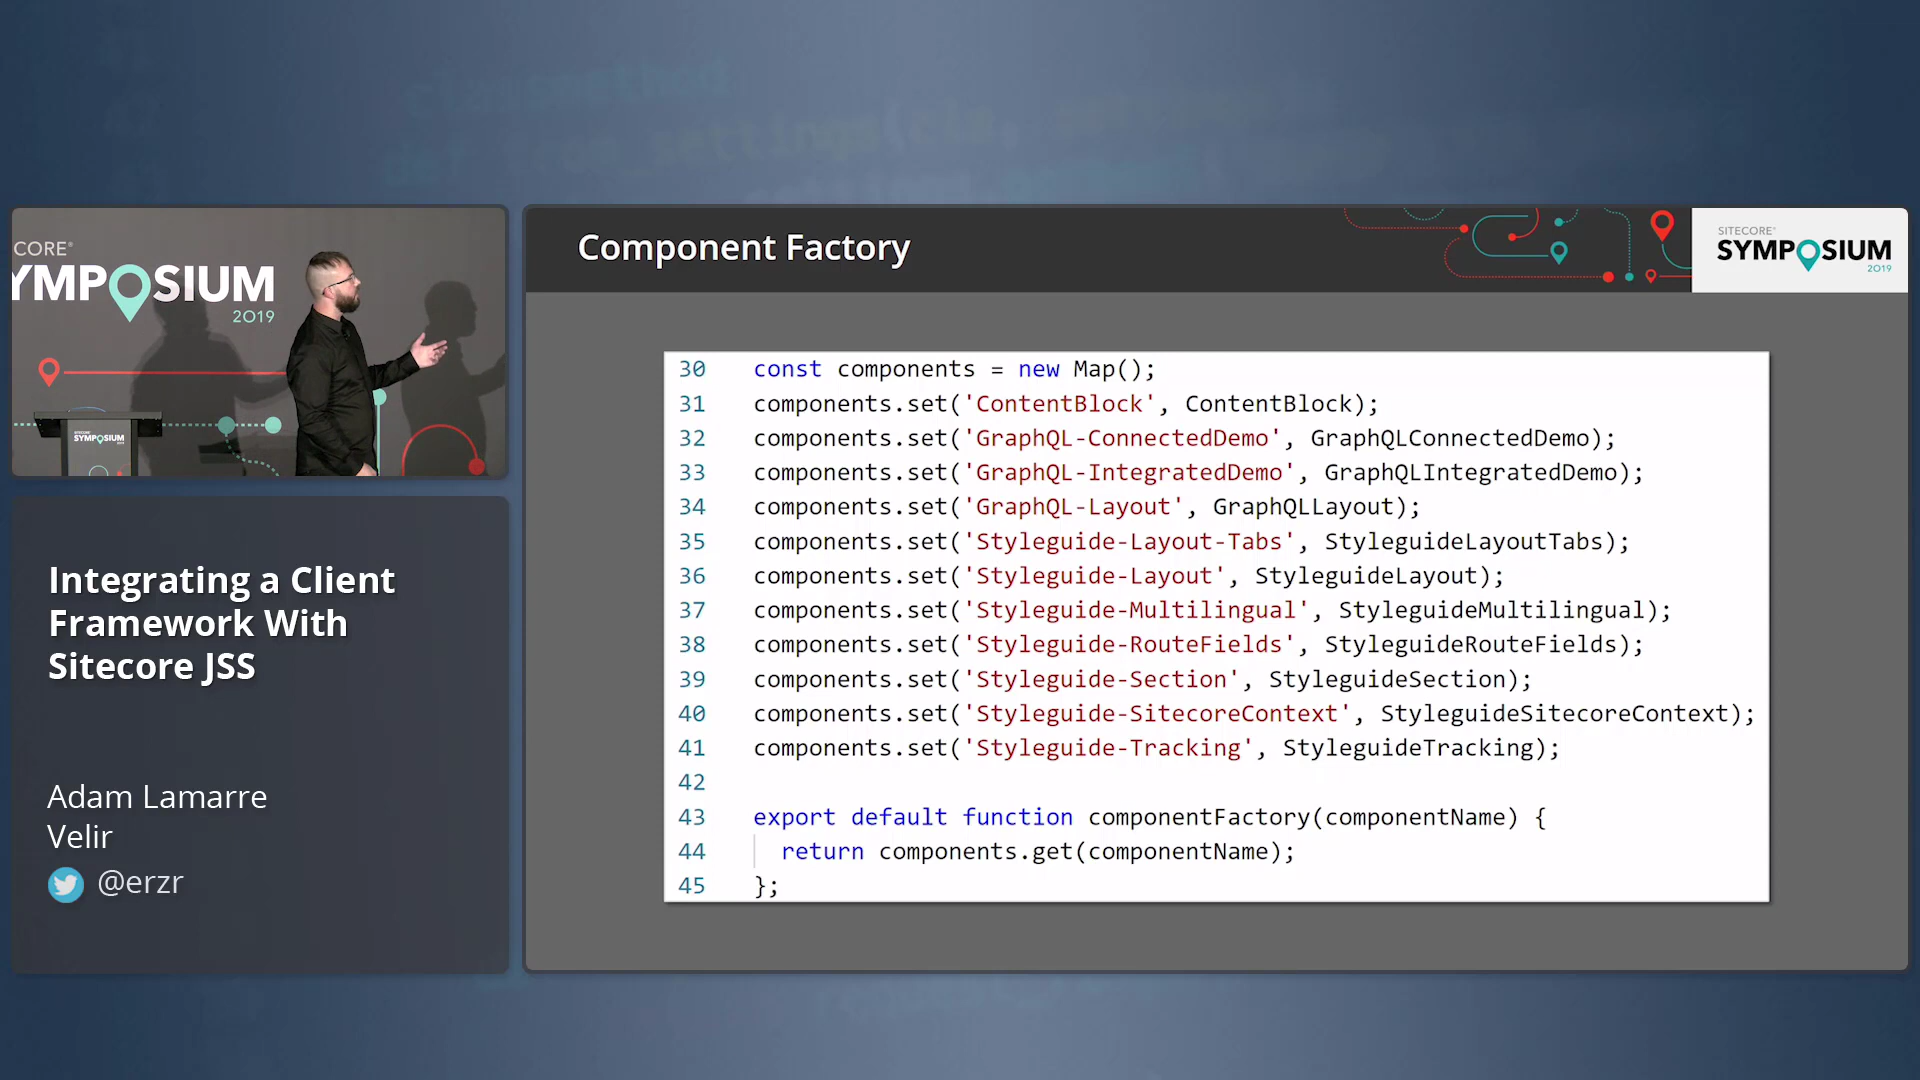 CORE®
YMPOSIUM
2019
SITECORE
SYMPOSIUM
Integrating a Client
Framework With
Sitecore JSS
Adam Lamarre
Velir
@erzr
Component Factory
SITECORE®
SYMPOSIUM
2019
30 const components = new Map();
31 components.set('ContentBlock', ContentBlock);
32 components.set('GraphQL-ConnectedDemo', GraphQLConnectedDemo);
33 components.set('GraphQL-IntegratedDemo', GraphQLIntegratedDemo);
34 components.set('GraphQL-Layout', GraphQLLayout);
35 components.set('Styleguide-Layout-Tabs', StyleguideLayoutTabs);
36 components.set('Styleguide-Layout', StyleguideLayout);
37 components.set('Styleguide-Multilingual', StyleguideMultilingual);
38 components.set('Styleguide-RouteFields', StyleguideRouteFields);
39 components.set('Styleguide-Section', StyleguideSection);
40 components.set('Styleguide-SitecoreContext', StyleguideSitecoreContext);
41 components.set('Styleguide-Tracking', StyleguideTracking);
42
43 export default function componentFactory(componentName) {
44 return components.get(componentName);
45 };